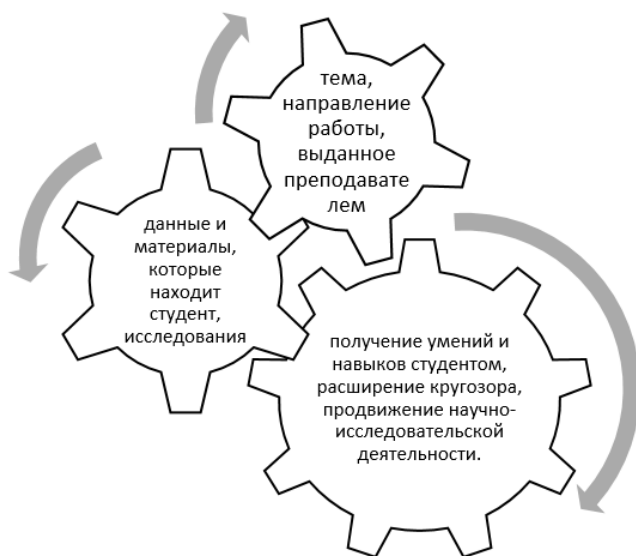 тема,
направление
работы,
выданное
преподавате
лем
данные и
материалы,
которые
находит
студент,
исследования
получение умений и
навыков студентом,
расширение кругозора,
продвижение научно-
исследовательской
деятельности.